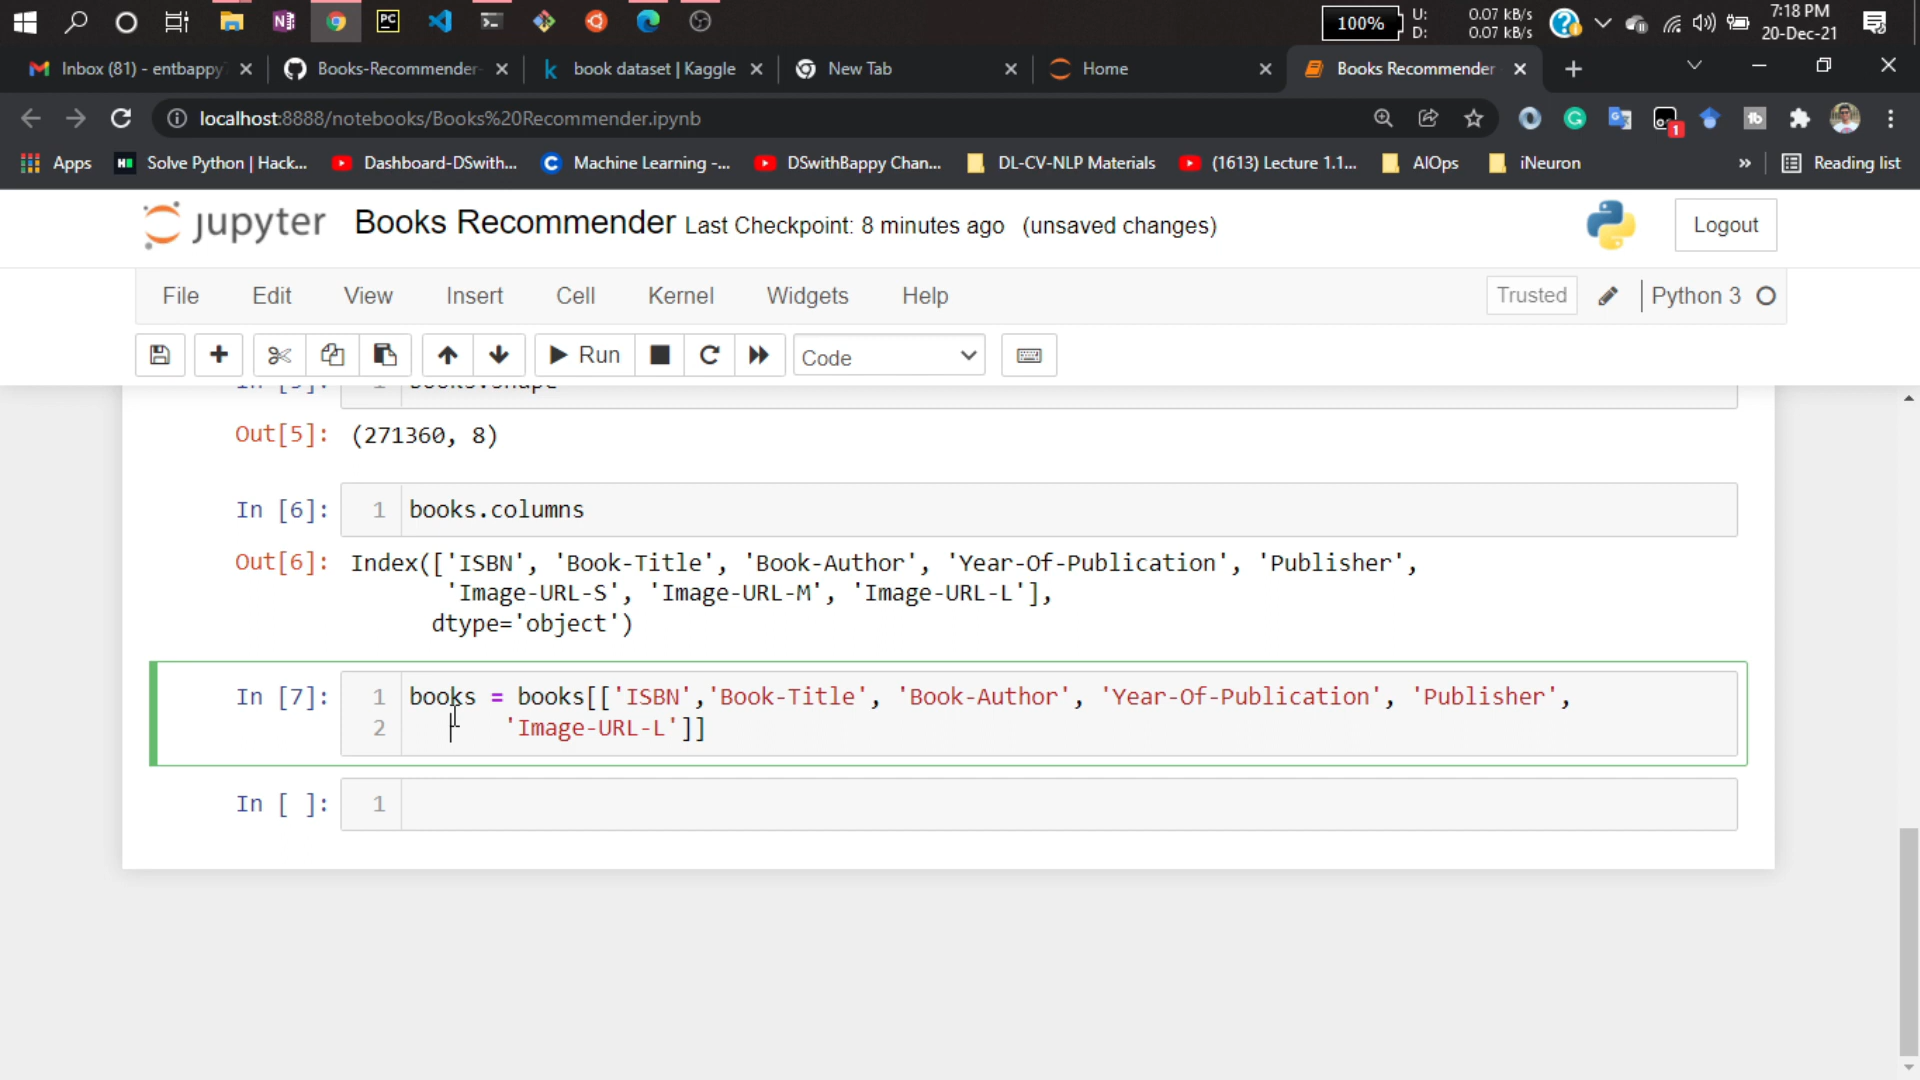 100%
U: 0.07 kB/s
D: 0.07 kB/s
7:18 PM
20-Dec-21
Inbox (81) - entbappy
Books-Recommender-
book dataset | Kaggle
New Tab
Home
Books Recommender
localhost:8888/notebooks/Books%20Recommender.ipynb
1
Apps
Solve Python | Hack...
Dashboard-DSwith...
Machine Learning -...
DSwithBappy Chan...
DL-CV-NLP Materials
(1613) Lecture 1.1...
AIOps
iNeuron
»
Reading list
jupyter Books Recommender Last Checkpoint: 8 minutes ago (unsaved changes)
Logout
File Edit View Insert Cell Kernel Widgets Help
Trusted
Python 3
Run
Code
In [5]: 1 books.shape
Out[5]: (271360, 8)
In [6]: 1 books.columns
Out[6]: Index(['ISBN', 'Book-Title', 'Book-Author', 'Year-Of-Publication', 'Publisher',
'Image-URL-S', 'Image-URL-M', 'Image-URL-L'],
dtype='object')
In [7]: 1 books = books[['ISBN','Book-Title', 'Book-Author', 'Year-Of-Publication', 'Publisher',
2 'Image-URL-L']]
In [ ]: 1